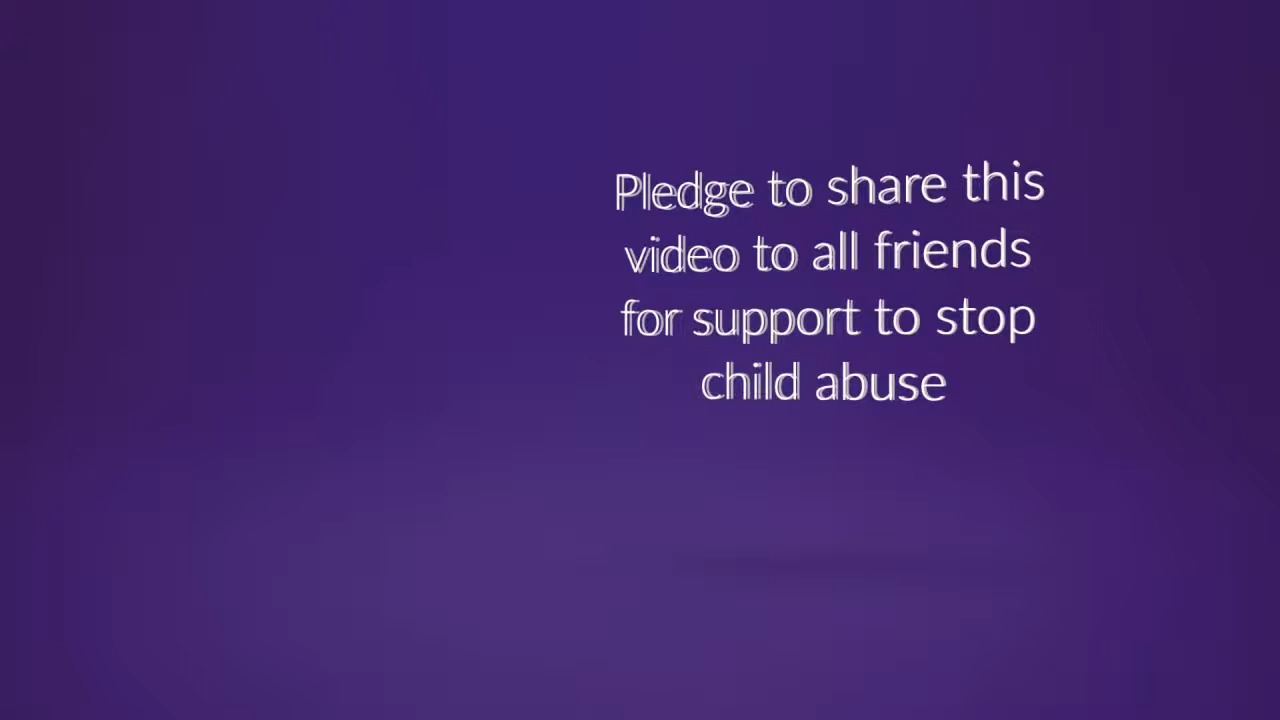 Pledge to share this
video to all friends
for support to stop
child abuse